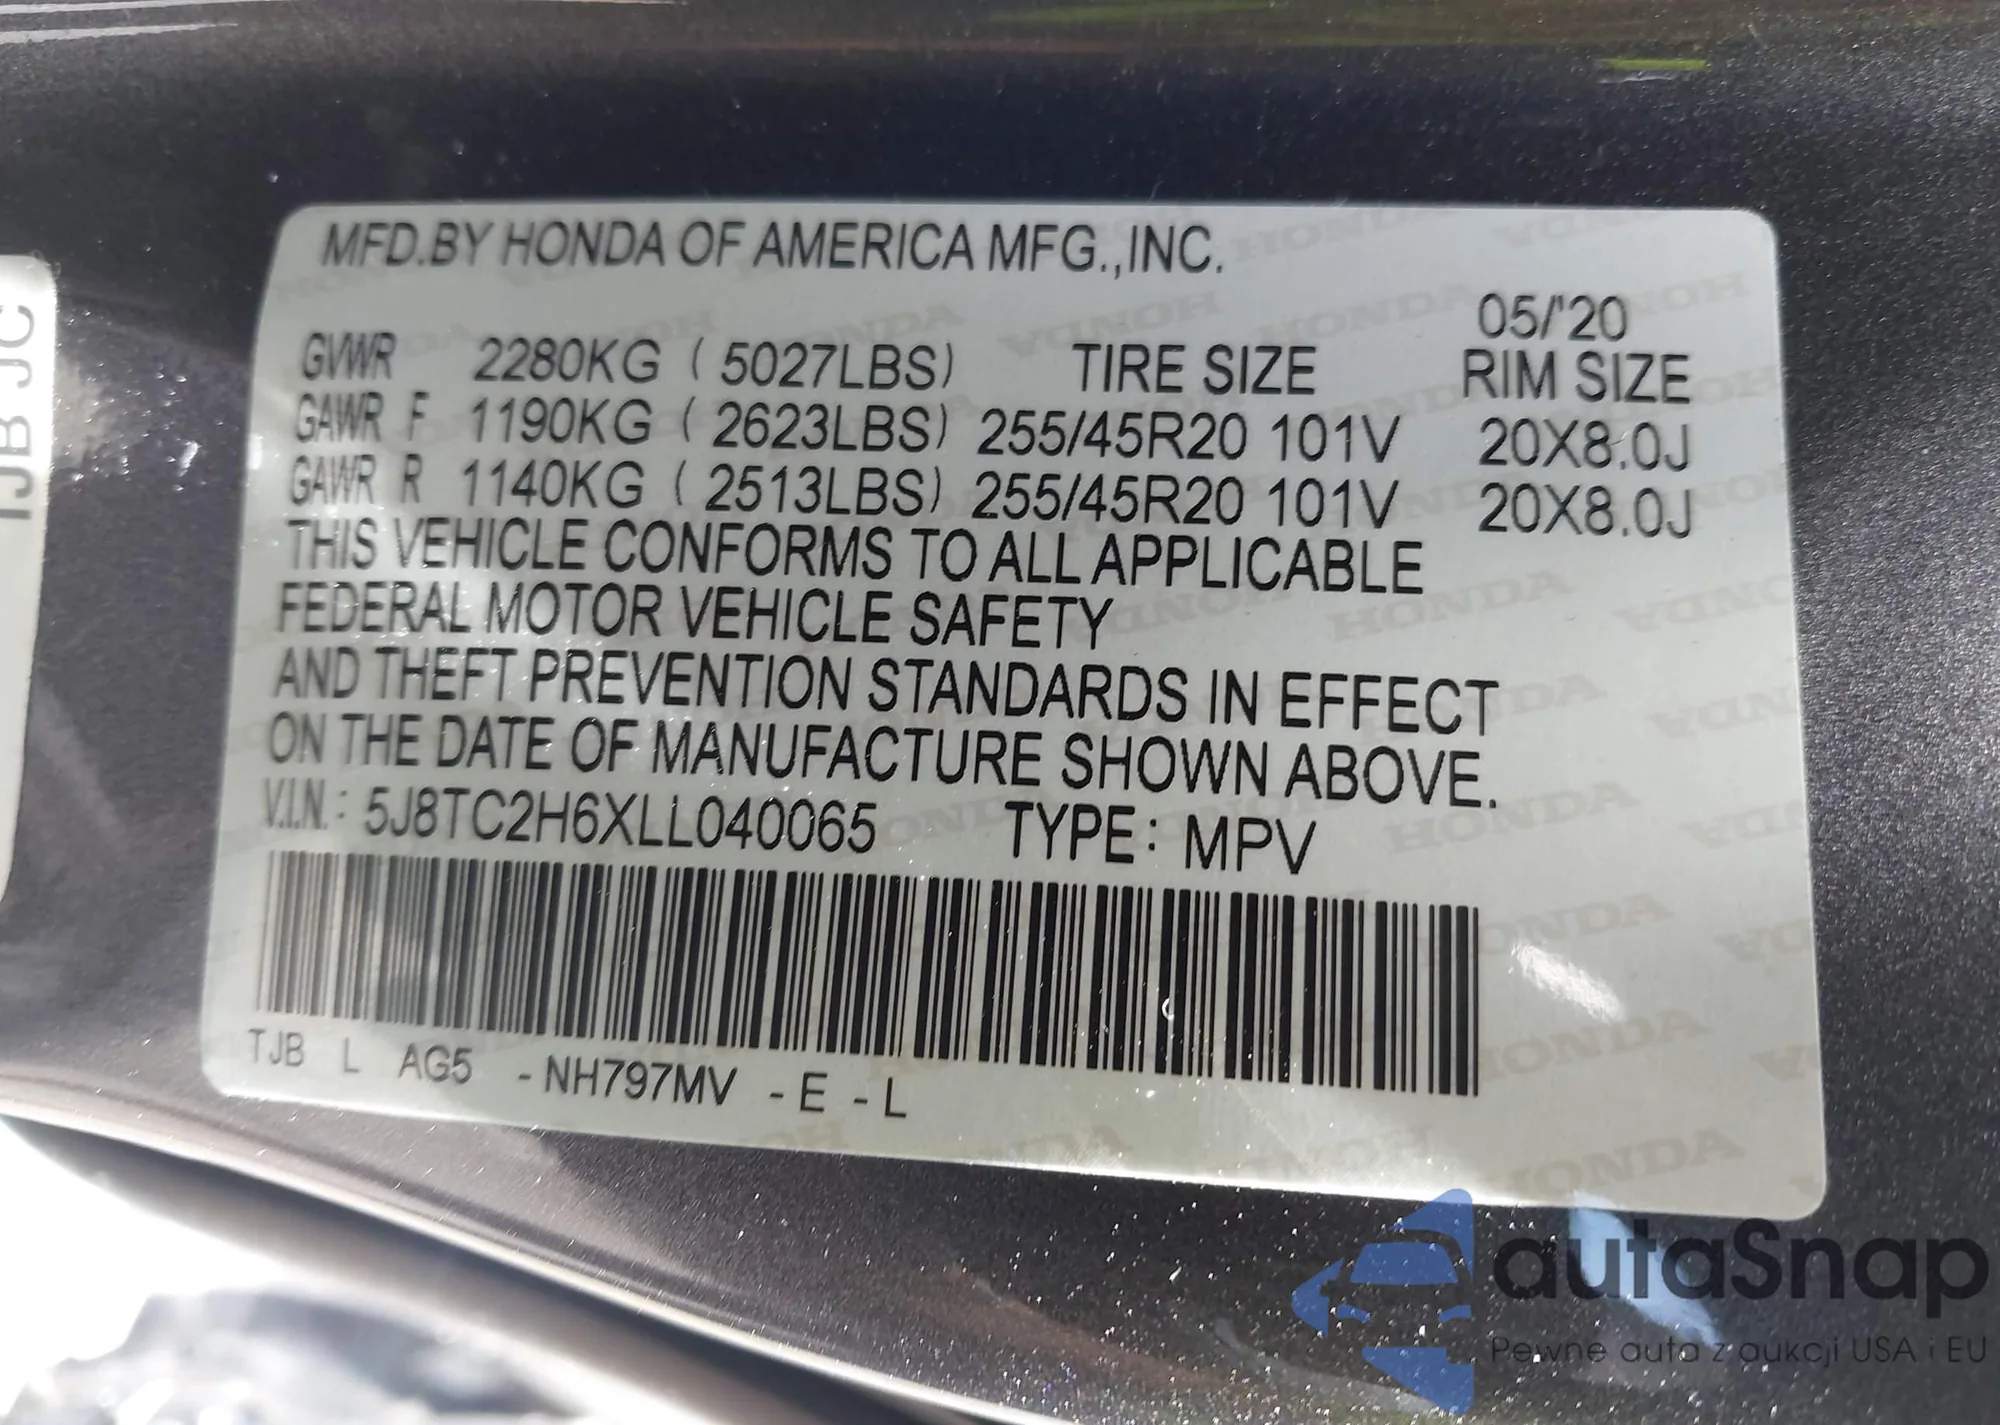 MFD.BY HONDA OF AMERICA MFG.,INC.
05/'20
GVWR 2280KG ( 5027LBS) TIRE SIZE RIM SIZE
GAWR F 1190KG ( 2623LBS) 255/45R20 101V 20X8.0J
GAWR R 1140KG ( 2513LBS) 255/45R20 101V 20X8.0J
THIS VEHICLE CONFORMS TO ALL APPLICABLE
FEDERAL MOTOR VEHICLE SAFETY
AND THEFT PREVENTION STANDARDS IN EFFECT
ON THE DATE OF MANUFACTURE SHOWN ABOVE.
V.I.N.: 5J8TC2H6XLL040065 TYPE: MPV
TJB L AG5 -NH797MV -E -L
TJB JC
autaSnap
Pewne auta z aukcji USA i EU